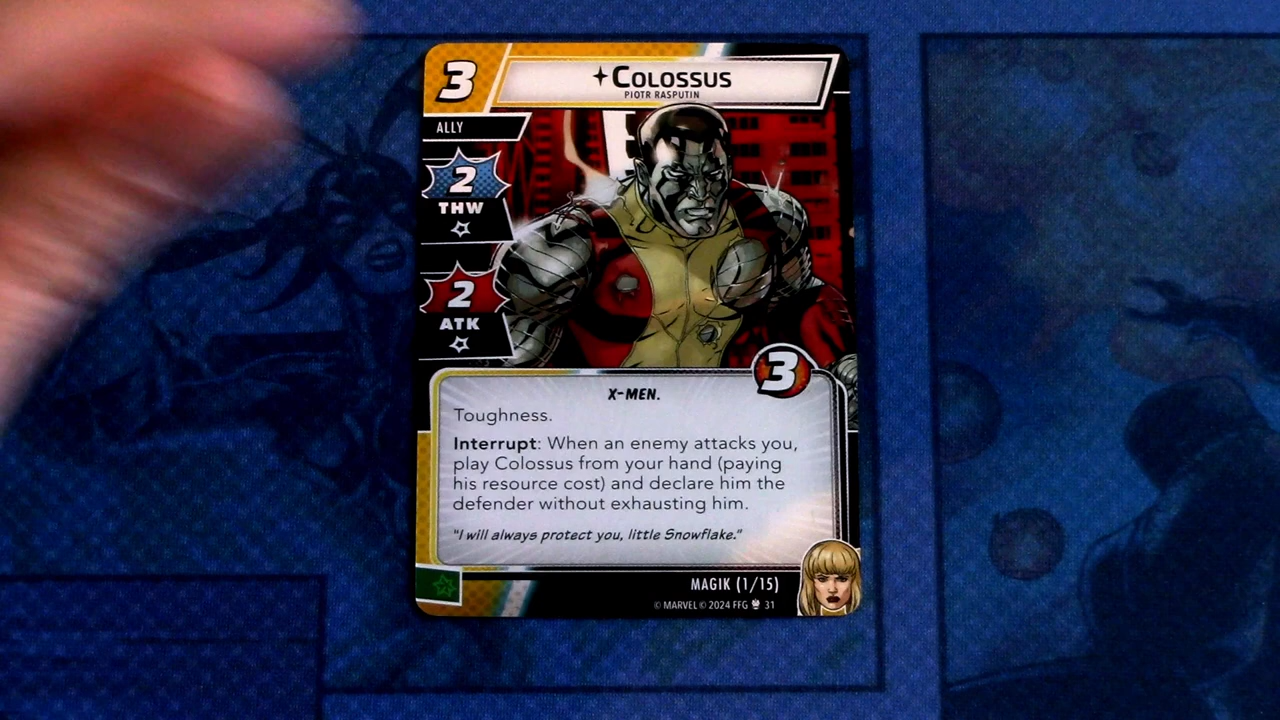 3
COLOSSUS
PIOTR RASPUTIN
ALLY
2
THW
2
ATK
3
X-MEN.
Toughness.
Interrupt: When an enemy attacks you,
play Colossus from your hand (paying
his resource cost) and declare him the
defender without exhausting him.
"I will always protect you, little Snowflake."
MAGIK (1/15)
© MARVEL © 2024 FFG 31